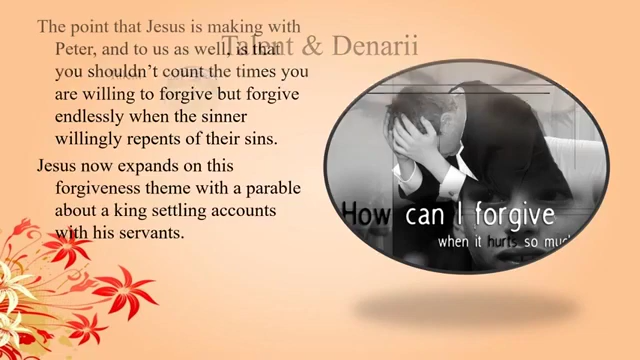 Talent & Denarii
The point that Jesus is making with
Peter, and to us as well, is that
you shouldn’t count the times you
are willing to forgive but forgive
endlessly when the sinner
willingly repents of their sins.
Jesus now expands on this
forgiveness theme with a parable
about a king settling accounts
with his servants.
How can I forgive
when it hurts so much